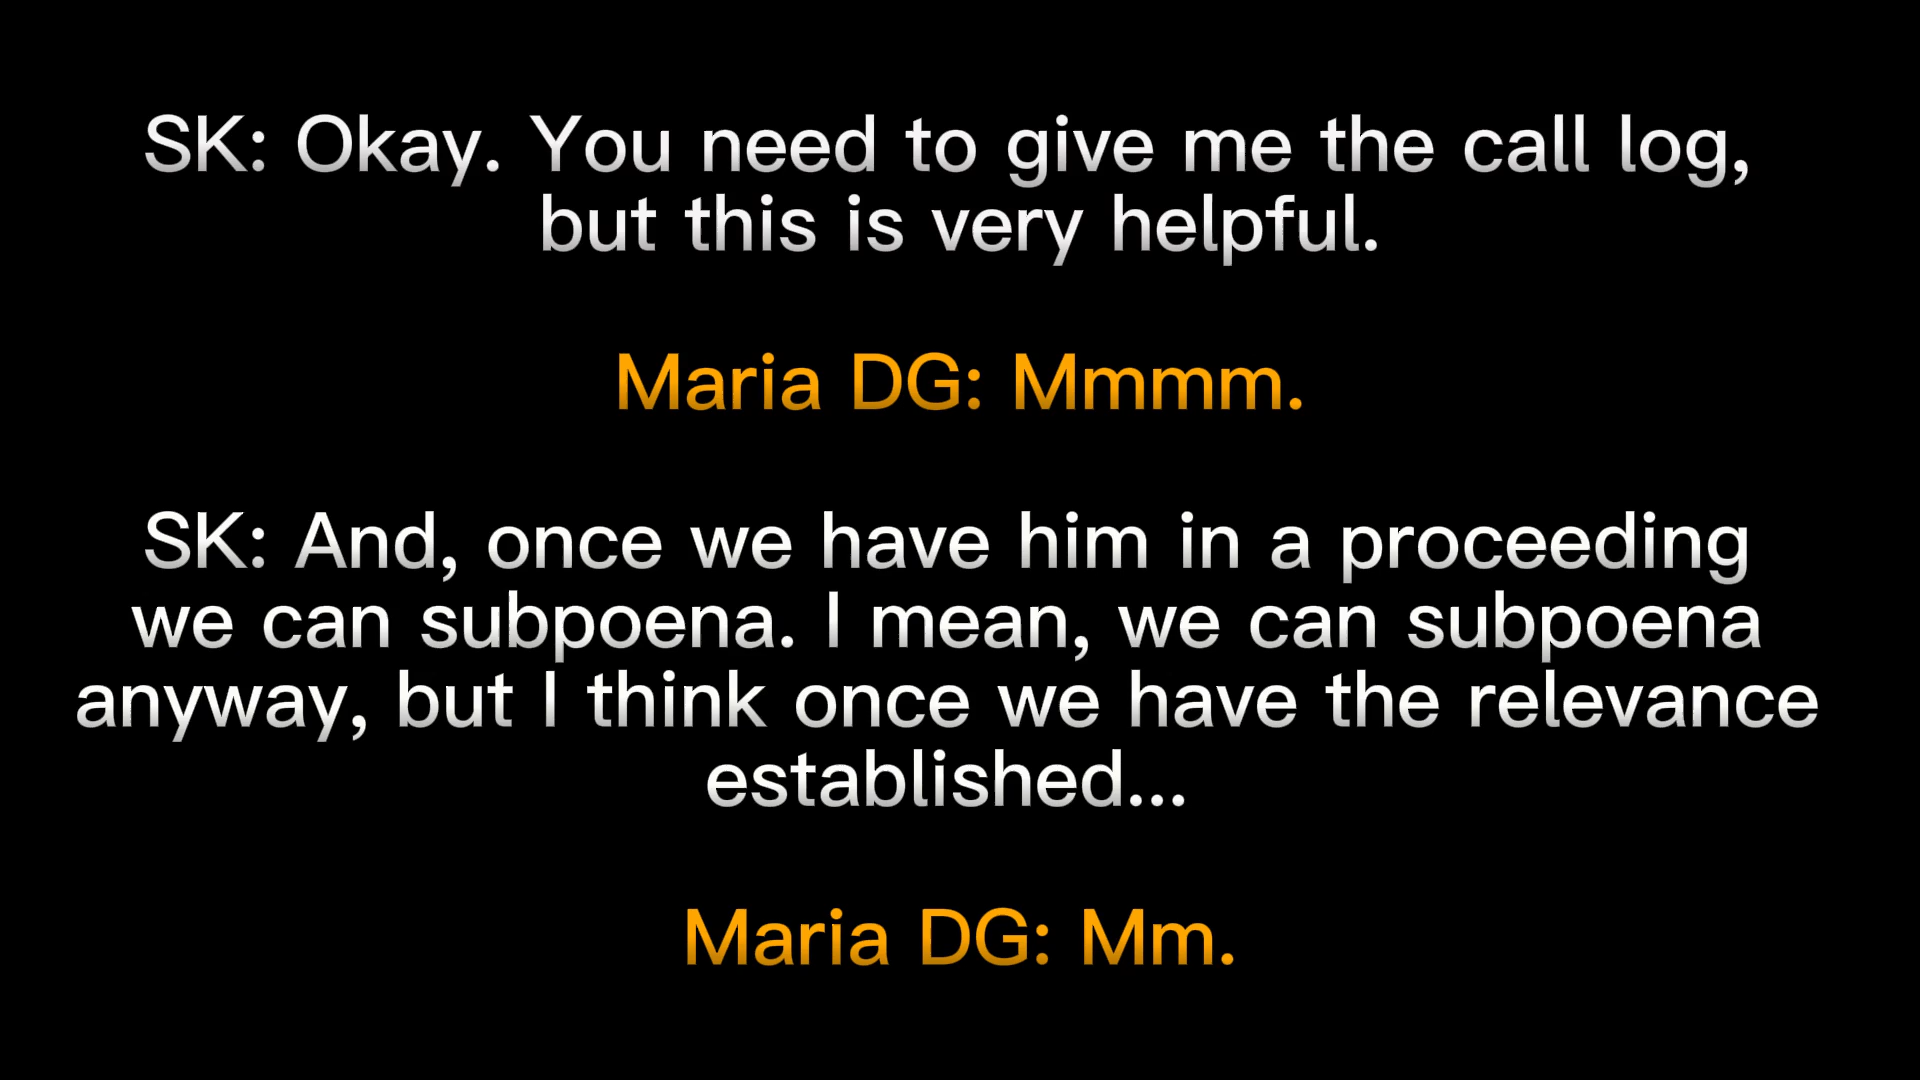 SK: Okay. You need to give me the call log,
but this is very helpful.
Maria DG: Mmmm.
SK: And, once we have him in a proceeding
we can subpoena. I mean, we can subpoena
anyway, but I think once we have the relevance
established...
Maria DG: Mm.